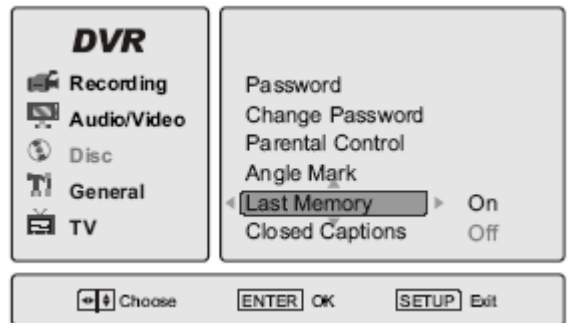 DVR
Recording
Audio/Video
Disc
General
TV
Password
Change Password
Parental Control
Angle Mark
Last Memory On
Closed Captions Off
Choose ENTER OK SETUP Exit